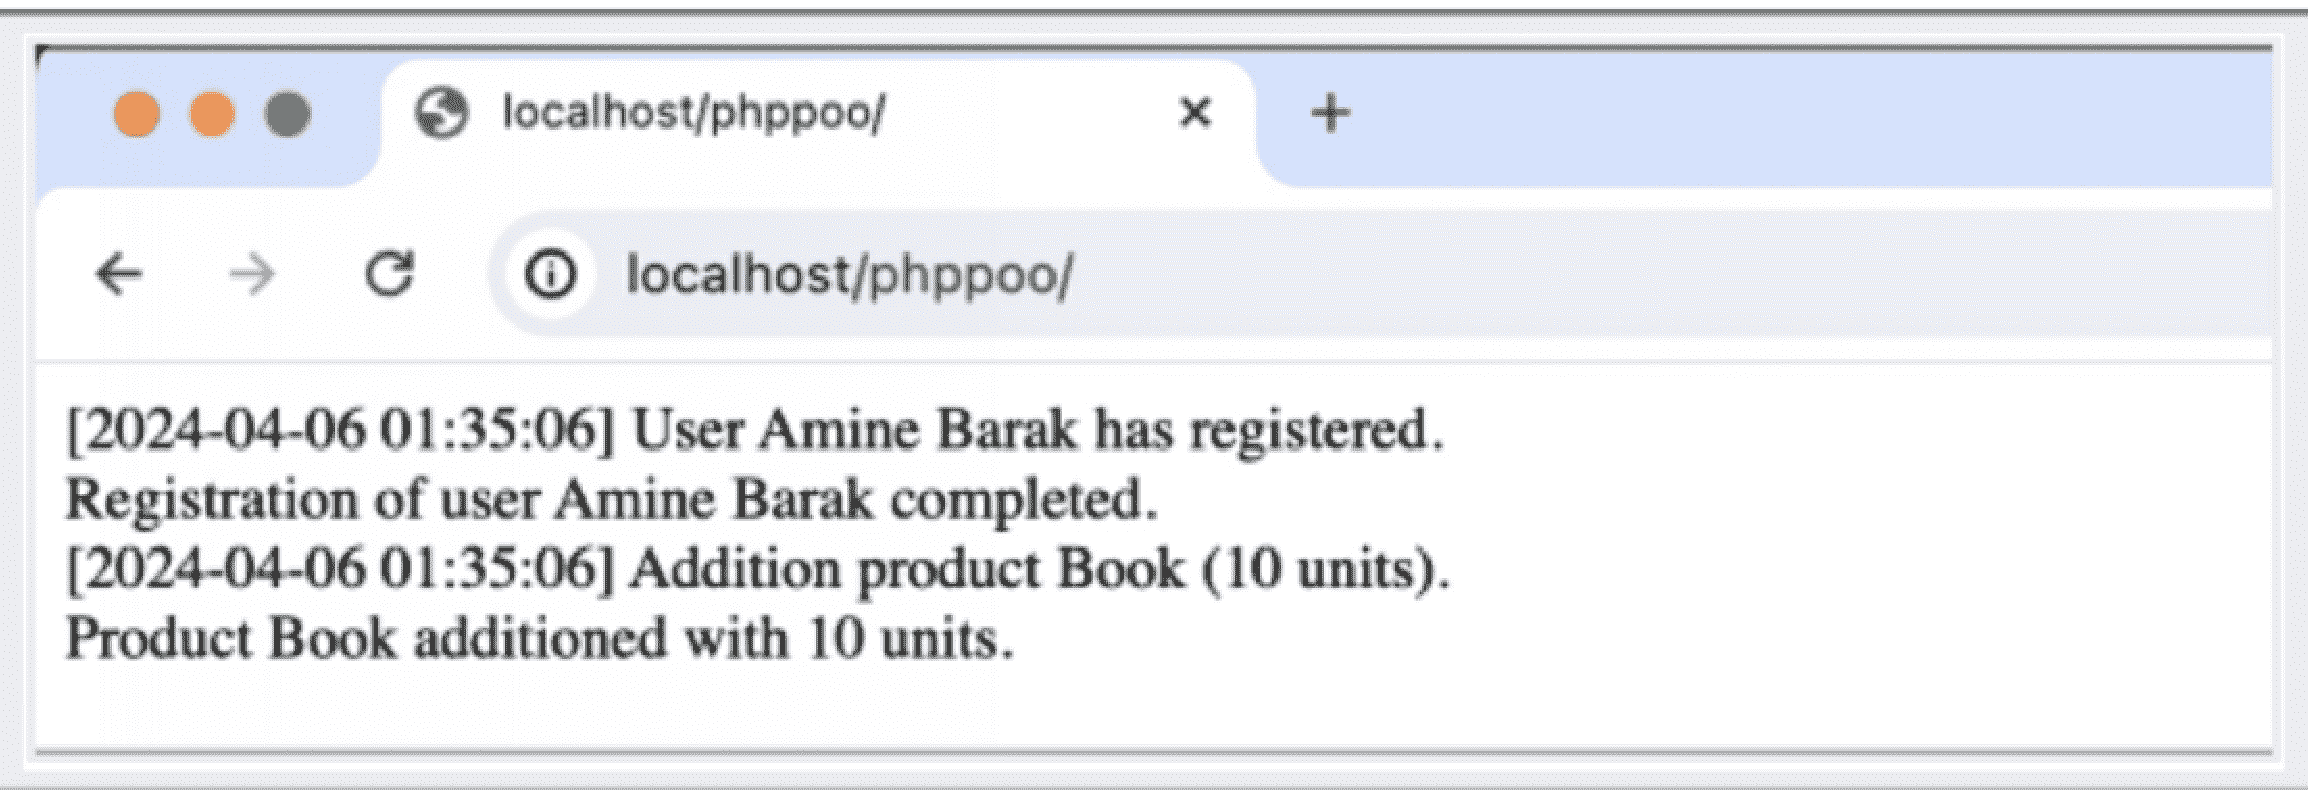 localhost/phppoo/
localhost/phppoo/
[2024-04-06 01:35:06] User Amine Barak has registered.
Registration of user Amine Barak completed.
[2024-04-06 01:35:06] Addition product Book (10 units).
Product Book additioned with 10 units.